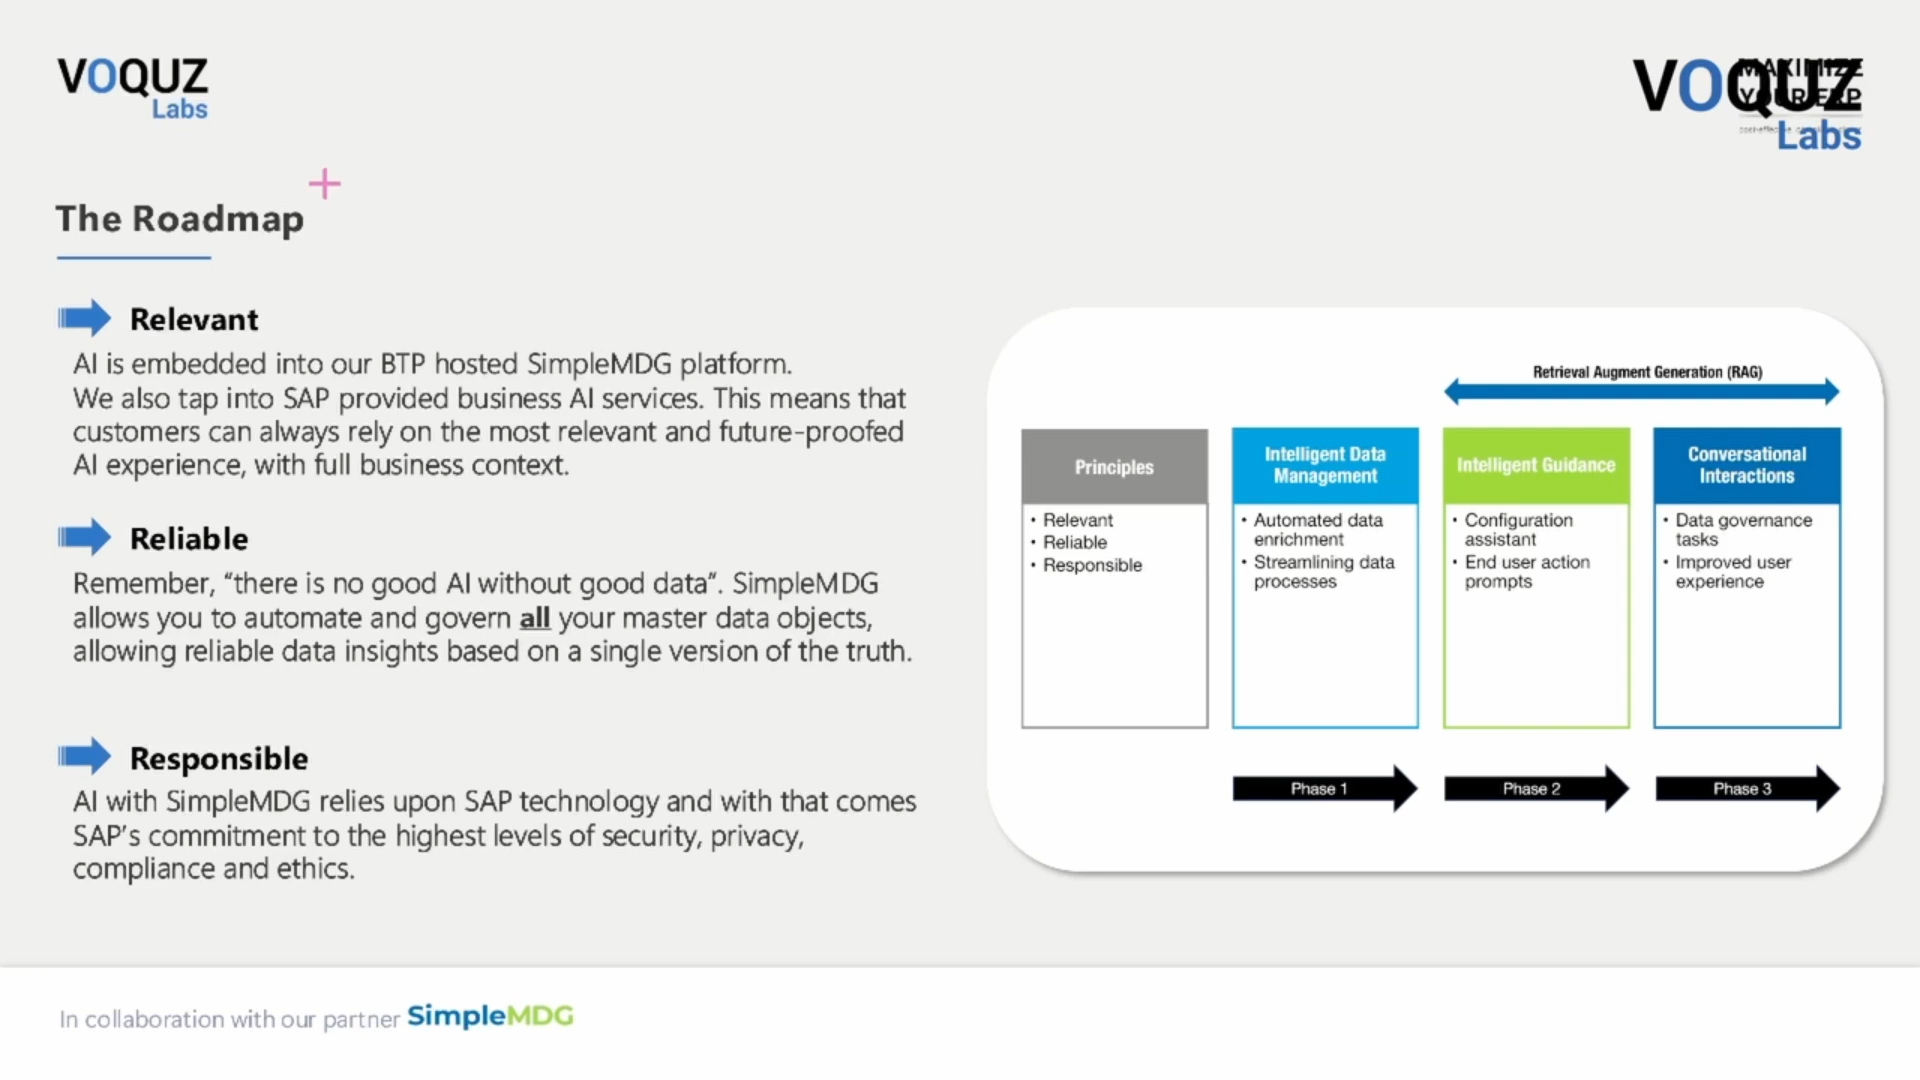 VOQUZ
Labs
MAXIMIZE
YOUR ERP
VOQUZ
Labs
The Roadmap
Relevant
AI is embedded into our BTP hosted SimpleMDG platform.
We also tap into SAP provided business AI services. This means that
customers can always rely on the most relevant and future-proofed
AI experience, with full business context.
Reliable
Remember, “there is no good AI without good data”. SimpleMDG
allows you to automate and govern all your master data objects,
allowing reliable data insights based on a single version of the truth.
Responsible
AI with SimpleMDG relies upon SAP technology and with that comes
SAP’s commitment to the highest levels of security, privacy,
compliance and ethics.
Retrieval Augment Generation (RAG)
Principles
• Relevant
• Reliable
• Responsible
Intelligent Data
Management
• Automated data
enrichment
• Streamlining data
processes
Intelligent Guidance
• Configuration
assistant
• End user action
prompts
Conversational
Interactions
• Data governance
tasks
• Improved user
experience
Phase 1
Phase 2
Phase 3
In collaboration with our partner SimpleMDG